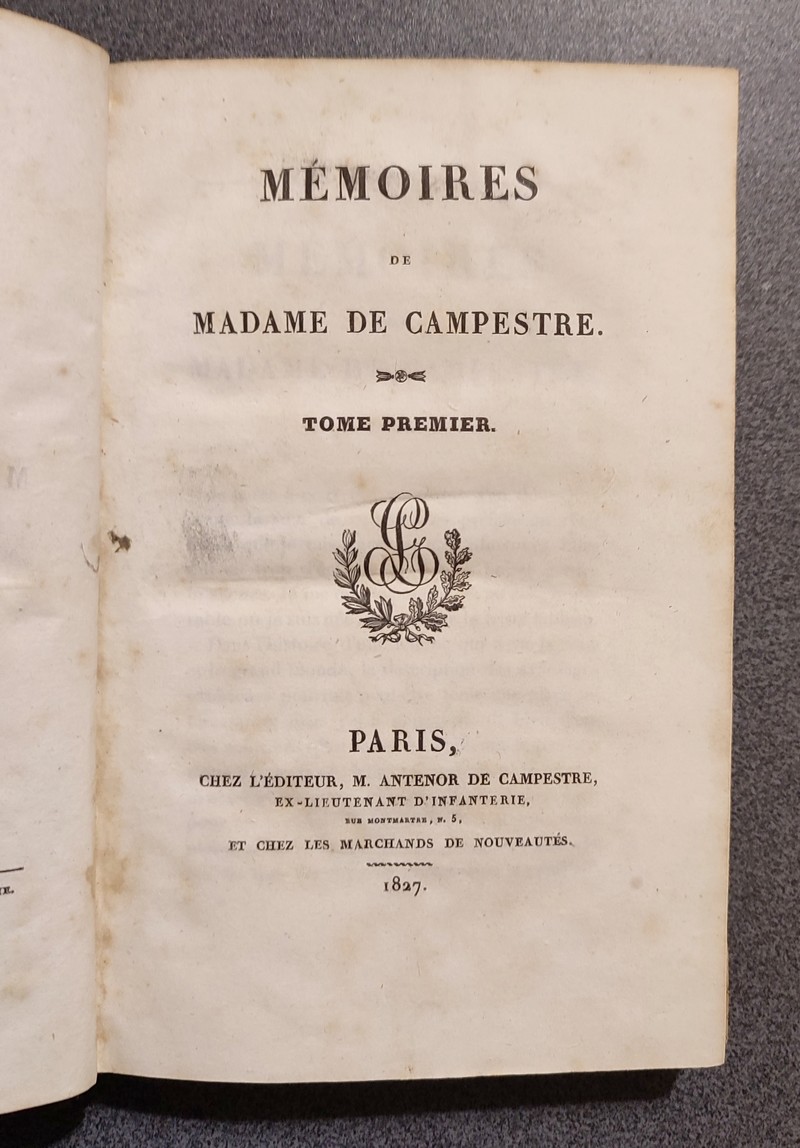 MÉMOIRES
DE
MADAME DE CAMPESTRE.
TOME PREMIER.
PARIS,
CHEZ L'ÉDITEUR, M. ANTENOR DE CAMPESTRE,
EX-LIEUTENANT D'INFANTERIE,
RUE MONTMARTRE, N. 5,
ET CHEZ LES MARCHANDS DE NOUVEAUTÉS.
1827.